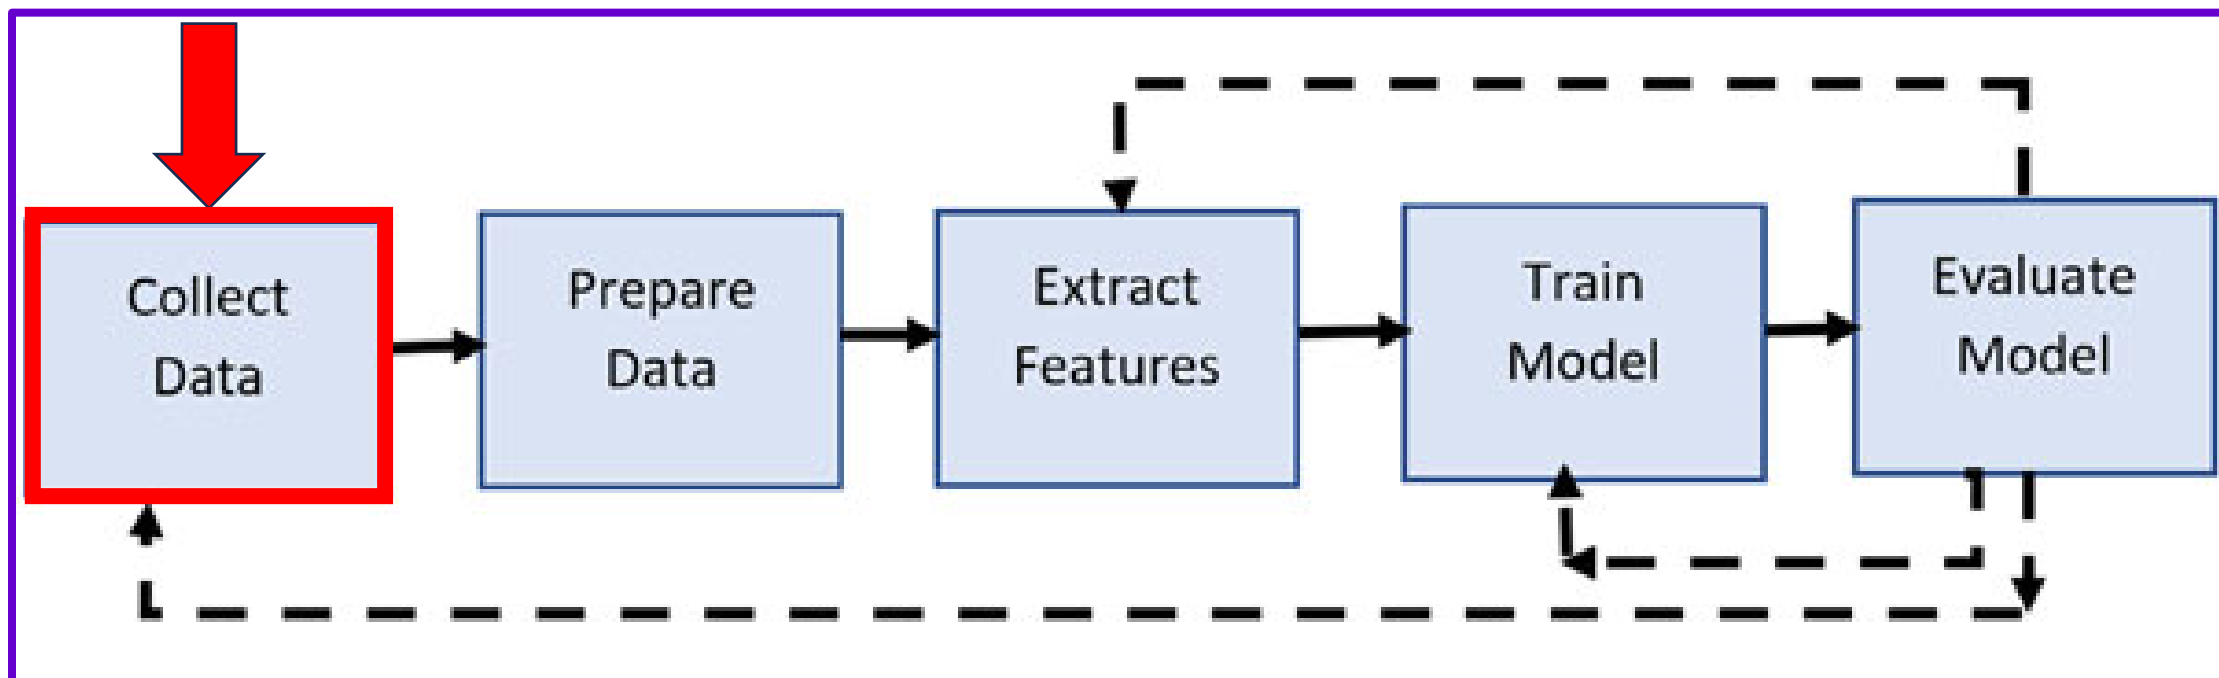 Collect
Data
Prepare
Data
Extract
Features
Train
Model
Evaluate
Model